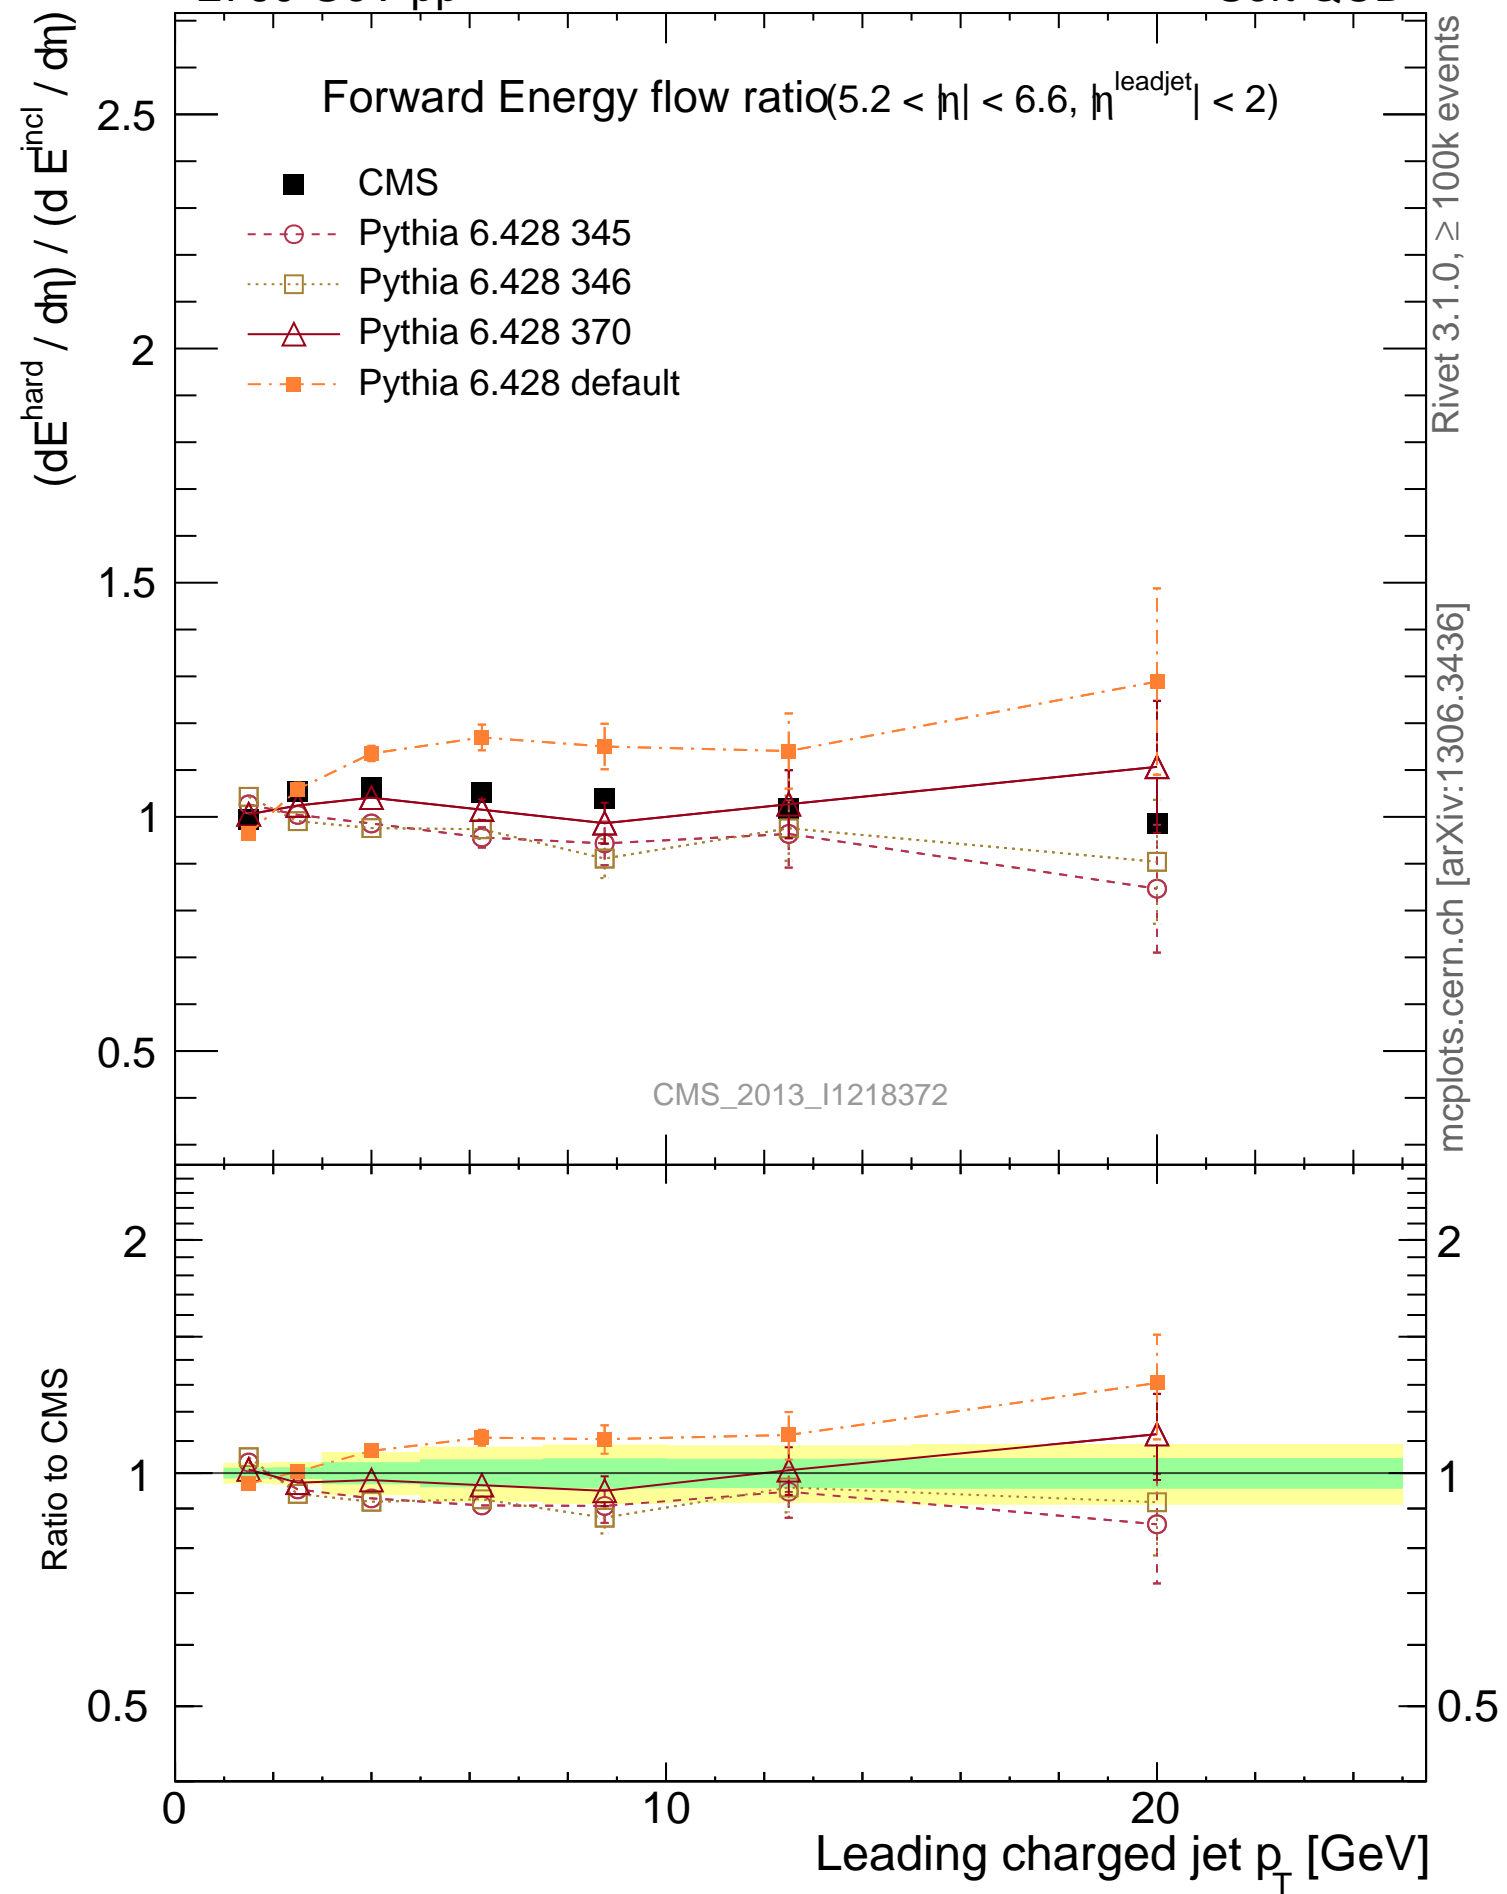 (dE^hard / dη) / (d E^incl / dη)
Forward Energy flow ratio(5.2 < |η| < 6.6, |η^leadjet| < 2)
CMS
Pythia 6.428 345
Pythia 6.428 346
Pythia 6.428 370
Pythia 6.428 default
2.5
2
1.5
1
0.5
CMS_2013_I1218372
Rivet 3.1.0, ≥ 100k events
mcplots.cern.ch [arXiv:1306.3436]
Ratio to CMS
2
1
0.5
2
1
0.5
0
10
20
Leading charged jet p_T [GeV]